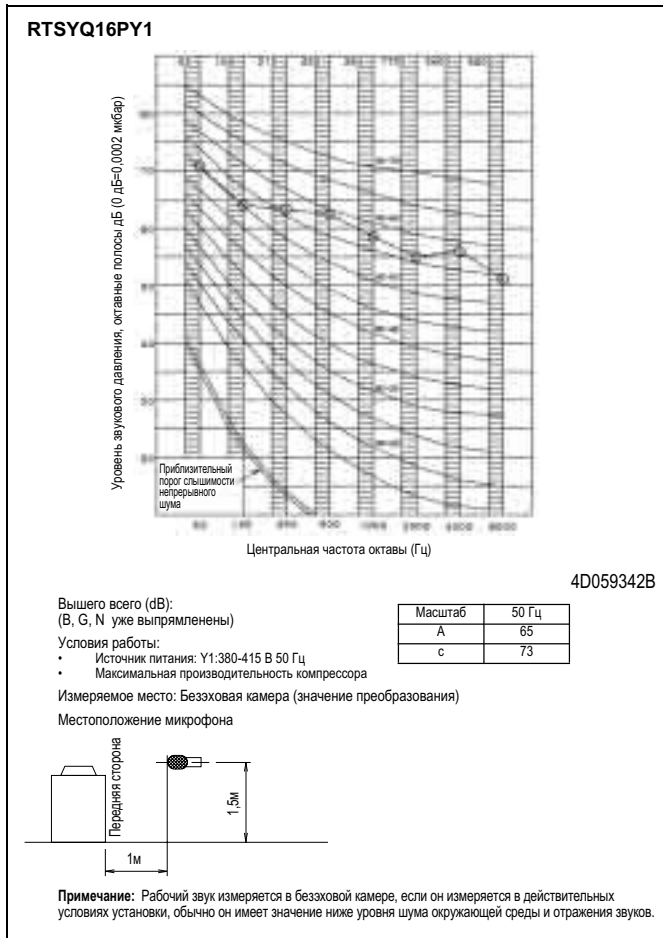 RTSYQ16PY1
Уровень звукового давления, октавные полосы дБ (0 дБ=0,0002 мкбар)
Приблизительный
порог слышимости
непрерывного
шума
Центральная частота октавы (Гц)
4D059342B
Вышего всего (dB):
(B, G, N уже выпрямленены)
Масштаб 50 Гц
A 65
c 73
Условия работы:
• Источник питания: Y1:380-415 В 50 Гц
• Максимальная производительность компрессора
Измеряемое место: Безэховая камера (значение преобразования)
Местоположение микрофона
Передняя сторона
1,5м
1м
Примечание: Рабочий звук измеряется в безэховой камере, если он измеряется в действительных
условиях установки, обычно он имеет значение ниже уровня шума окружающей среды и отражения звуков.